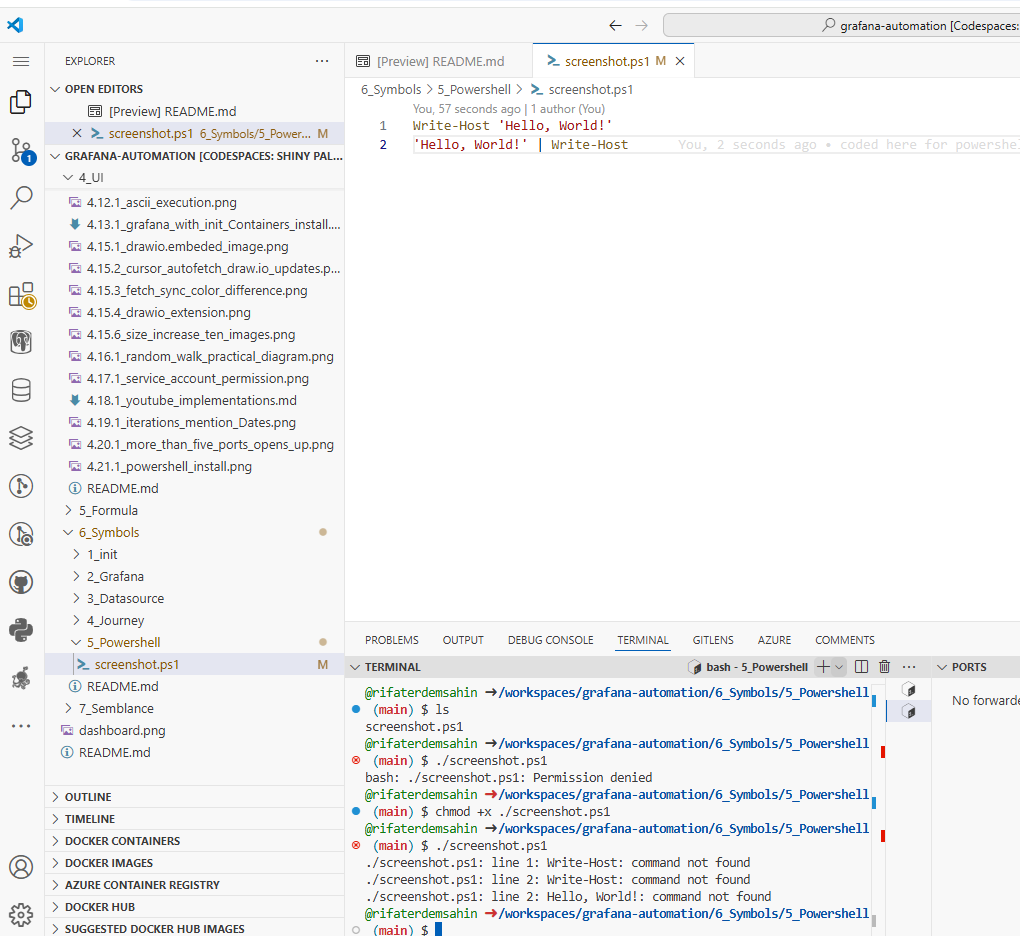 grafana-automation [Codespaces:
EXPLORER
OPEN EDITORS
[Preview] README.md
screenshot.ps1 6_Symbols/5_Power... M
GRAFANA-AUTOMATION [CODESPACES: SHINY PAL...
4_UI
4.12.1_ascii_execution.png
4.13.1_grafana_with_init_Containers_install....
4.15.1_drawio.embeded_image.png
4.15.2_cursor_autofetch_draw.io_updates.p...
4.15.3_fetch_sync_color_difference.png
4.15.4_drawio_extension.png
4.15.6_size_increase_ten_images.png
4.16.1_random_walk_practical_diagram.png
4.17.1_service_account_permission.png
4.18.1_youtube_implementations.md
4.19.1_iterations_mention_Dates.png
4.20.1_more_than_five_ports_opens_up.png
4.21.1_powershell_install.png
README.md
5_Formula
6_Symbols
1_init
2_Grafana
3_Datasource
4_Journey
5_Powershell
screenshot.ps1 M
README.md
7_Semblance
dashboard.png
README.md
OUTLINE
TIMELINE
DOCKER CONTAINERS
DOCKER IMAGES
AZURE CONTAINER REGISTRY
DOCKER HUB
SUGGESTED DOCKER HUB IMAGES
1
[Preview] README.md
screenshot.ps1 M
6_Symbols > 5_Powershell > screenshot.ps1
You, 57 seconds ago | 1 author (You)
1 Write-Host 'Hello, World!'
2 'Hello, World!' | Write-Host You, 2 seconds ago • coded here for powershe
PROBLEMS OUTPUT DEBUG CONSOLE TERMINAL GITLENS AZURE COMMENTS
TERMINAL bash - 5_Powershell
@rifaterdemsahin ➜/workspaces/grafana-automation/6_Symbols/5_Powershell
(main) $ ls
screenshot.ps1
@rifaterdemsahin ➜/workspaces/grafana-automation/6_Symbols/5_Powershell
(main) $ ./screenshot.ps1
bash: ./screenshot.ps1: Permission denied
@rifaterdemsahin ➜/workspaces/grafana-automation/6_Symbols/5_Powershell
(main) $ chmod +x ./screenshot.ps1
@rifaterdemsahin ➜/workspaces/grafana-automation/6_Symbols/5_Powershell
(main) $ ./screenshot.ps1
./screenshot.ps1: line 1: Write-Host: command not found
./screenshot.ps1: line 2: Write-Host: command not found
./screenshot.ps1: line 2: Hello, World!: command not found
@rifaterdemsahin ➜/workspaces/grafana-automation/6_Symbols/5_Powershell
(main) $
PORTS
No forwarde